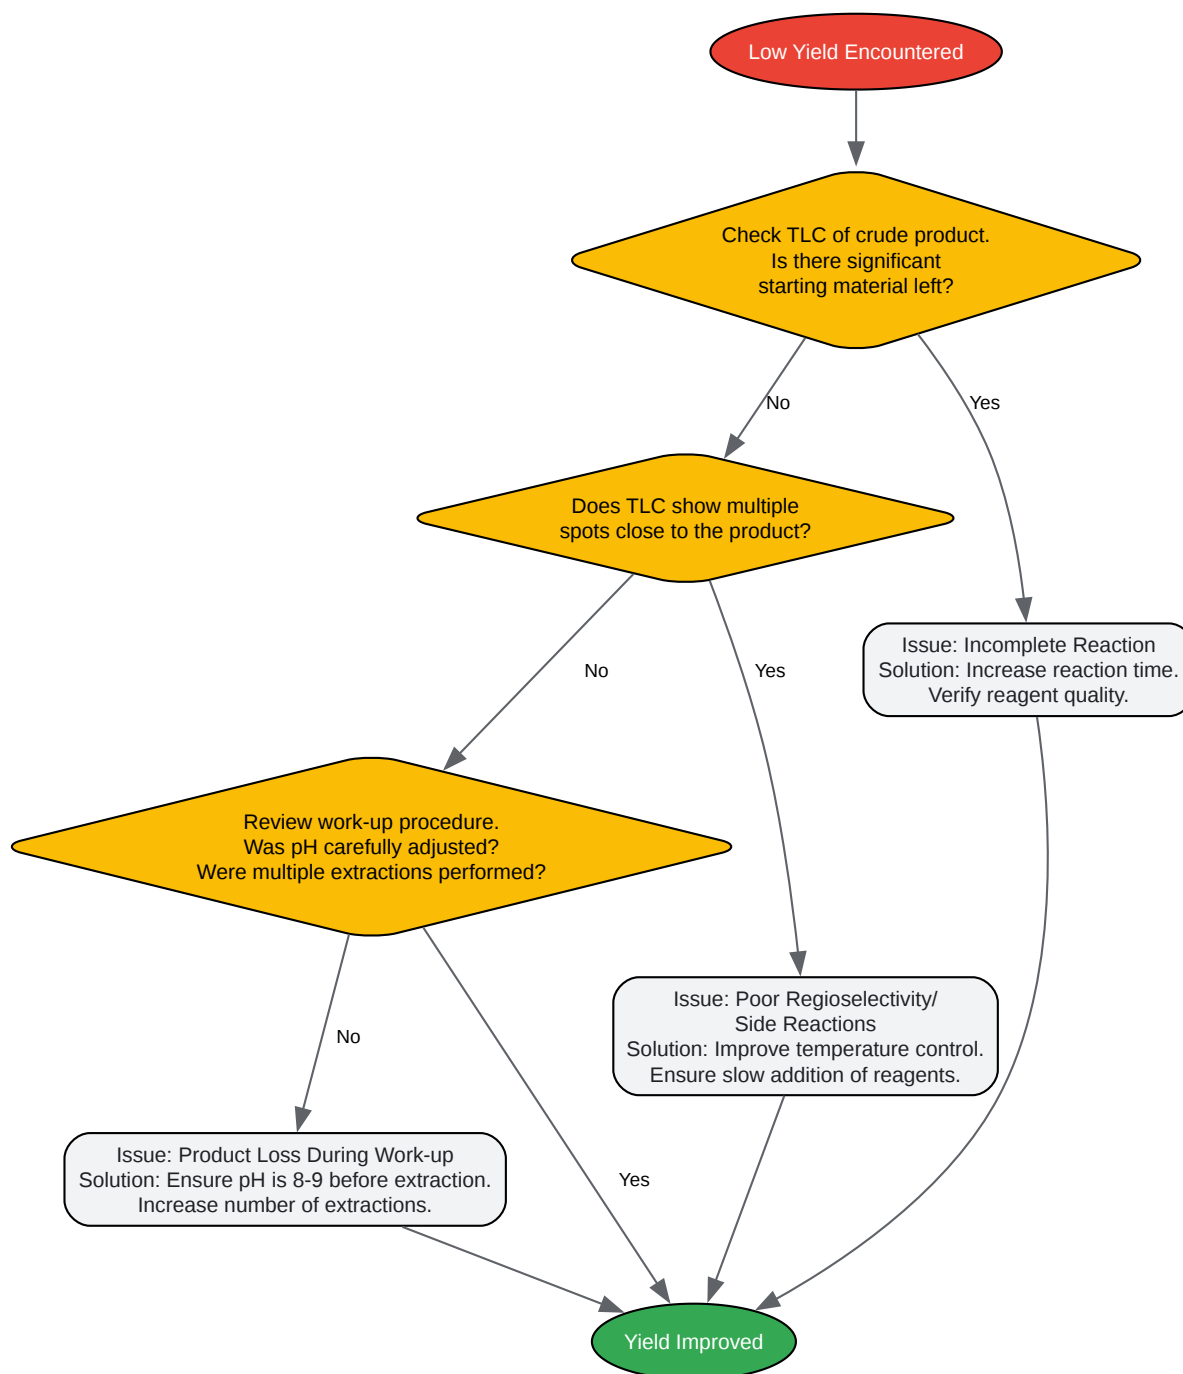 Low Yield Encountered
Check TLC of crude product.
Is there significant
starting material left?
No
Yes
Does TLC show multiple
spots close to the product?
No
Yes
Issue: Incomplete Reaction
Solution: Increase reaction time.
Verify reagent quality.
Review work-up procedure.
Was pH carefully adjusted?
Were multiple extractions performed?
No
Yes
Issue: Poor Regioselectivity/
Side Reactions
Solution: Improve temperature control.
Ensure slow addition of reagents.
Issue: Product Loss During Work-up
Solution: Ensure pH is 8-9 before extraction.
Increase number of extractions.
Yield Improved